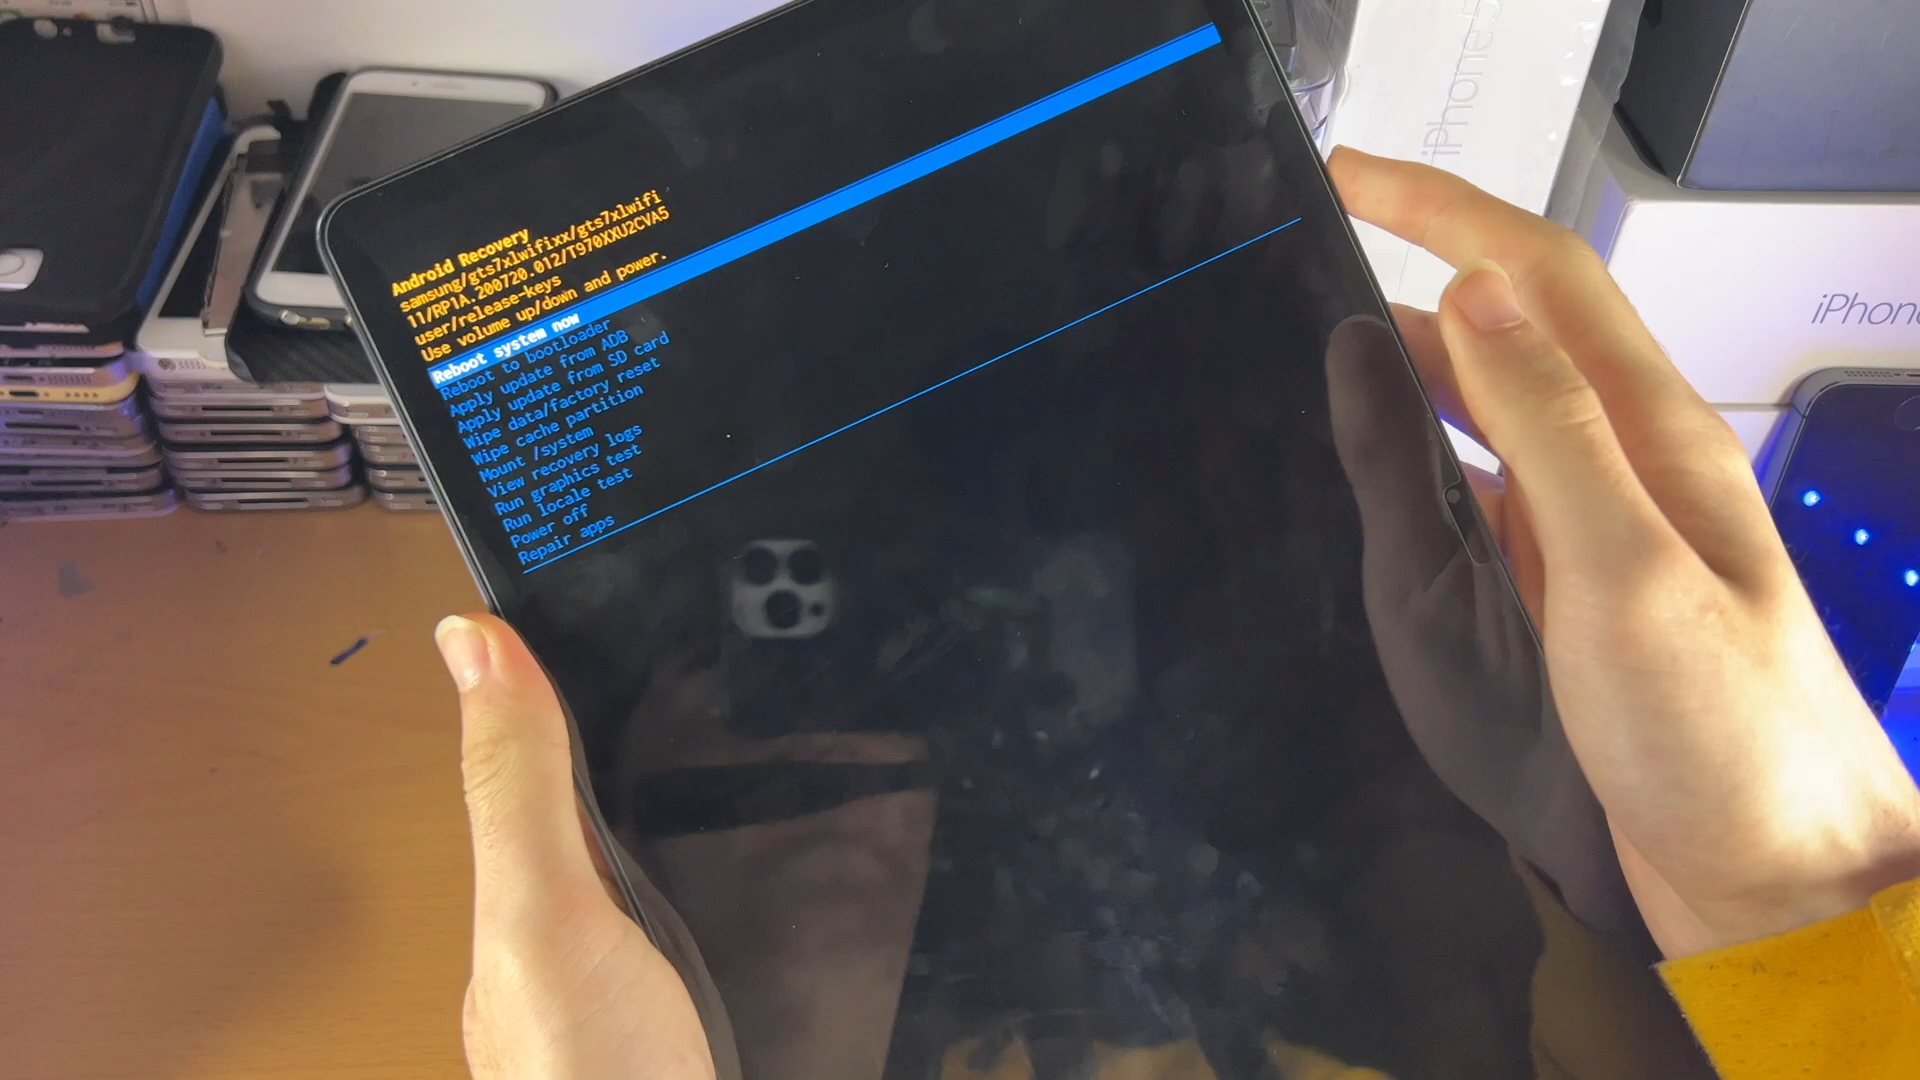 Android Recovery
samsung/gts7xlwifixx/gts7xlwifi
11/RP1A.200720.012/T970XXU2CVA5
user/release-keys
Use volume up/down and power.
Reboot system now
Reboot to bootloader
Apply update from ADB
Apply update from SD card
Wipe data/factory reset
Wipe cache partition
Mount /system
View recovery logs
Run graphics test
Run locale test
Power off
Repair apps
iPhone